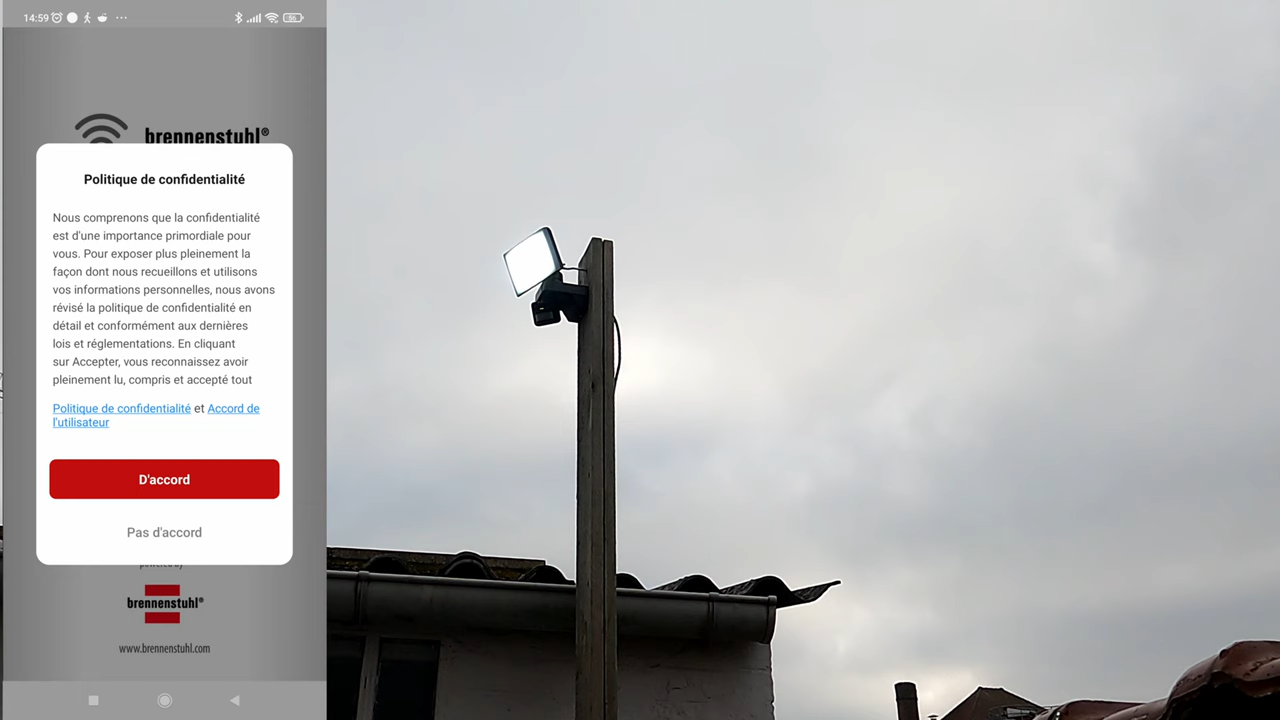 14:59
56
brennenstuhl®
Politique de confidentialité
Nous comprenons que la confidentialité
est d'une importance primordiale pour
vous. Pour exposer plus pleinement la
façon dont nous recueillons et utilisons
vos informations personnelles, nous avons
révisé la politique de confidentialité en
détail et conformément aux dernières
lois et réglementations. En cliquant
sur Accepter, vous reconnaissez avoir
pleinement lu, compris et accepté tout
Politique de confidentialité et Accord de
l'utilisateur
D'accord
Pas d'accord
powered by
brennenstuhl®
www.brennenstuhl.com